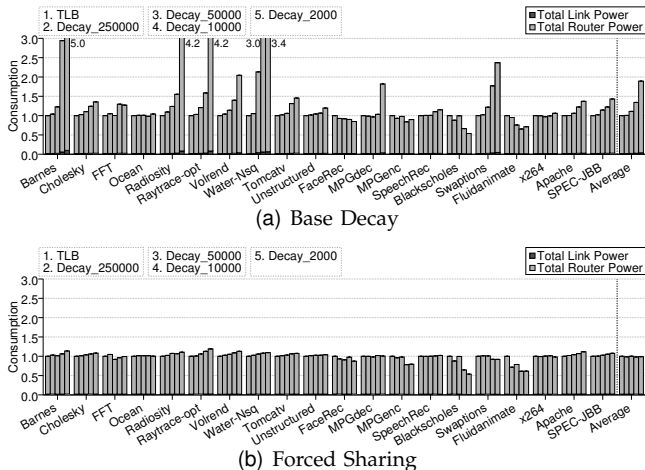 1. TLB
2. Decay_250000
3. Decay_50000
4. Decay_10000
5. Decay_2000
Total Link Power
Total Router Power
Consumption
3.0
2.5
2.0
1.5
1.0
0.5
0.0
5.0
4.2
4.2
3.0
3.4
Barnes
Cholesky
FFT
Ocean
Radiosity
Raytrace-opt
Volrend
Water-Nsq
Tomcatv
Unstructured
FaceRec
MPGdec
MPGenc
SpeechRec
Blackscholes
Swaptions
Fluidanimate
x264
Apache
SPEC-JBB
Average
(a) Base Decay
1. TLB
2. Decay_250000
3. Decay_50000
4. Decay_10000
5. Decay_2000
Total Link Power
Total Router Power
Consumption
3.0
2.5
2.0
1.5
1.0
0.5
0.0
Barnes
Cholesky
FFT
Ocean
Radiosity
Raytrace-opt
Volrend
Water-Nsq
Tomcatv
Unstructured
FaceRec
MPGdec
MPGenc
SpeechRec
Blackscholes
Swaptions
Fluidanimate
x264
Apache
SPEC-JBB
Average
(b) Forced Sharing